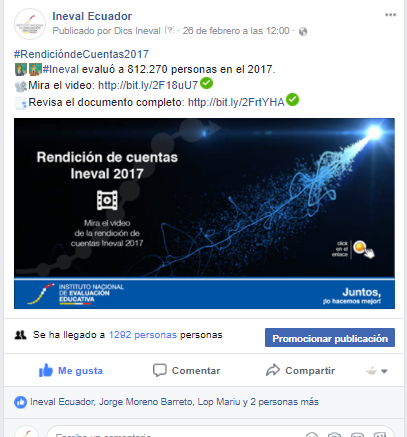 Ineval Ecuador
Publicado por Dics Ineval [?] · 26 de febrero a las 12:00 ·
#RendicióndeCuentas2017
#Ineval evaluó a 812.270 personas en el 2017.
Mira el video: http://bit.ly/2F18uU7
Revisa el documento completo: http://bit.ly/2FrtYHA
Rendición de cuentas
Ineval 2017
Mira el video
de la rendición de
cuentas Ineval 2017
click
en el
enlace
INSTITUTO NACIONAL
DE EVALUACIÓN
EDUCATIVA
Juntos,
¡lo hacemos mejor!
Se ha llegado a 1292 personas personas
Promocionar publicación
Me gusta
Comentar
Compartir
Ineval Ecuador, Jorge Moreno Barreto, Lop Mariu y 2 personas más
Escribe un comentario...